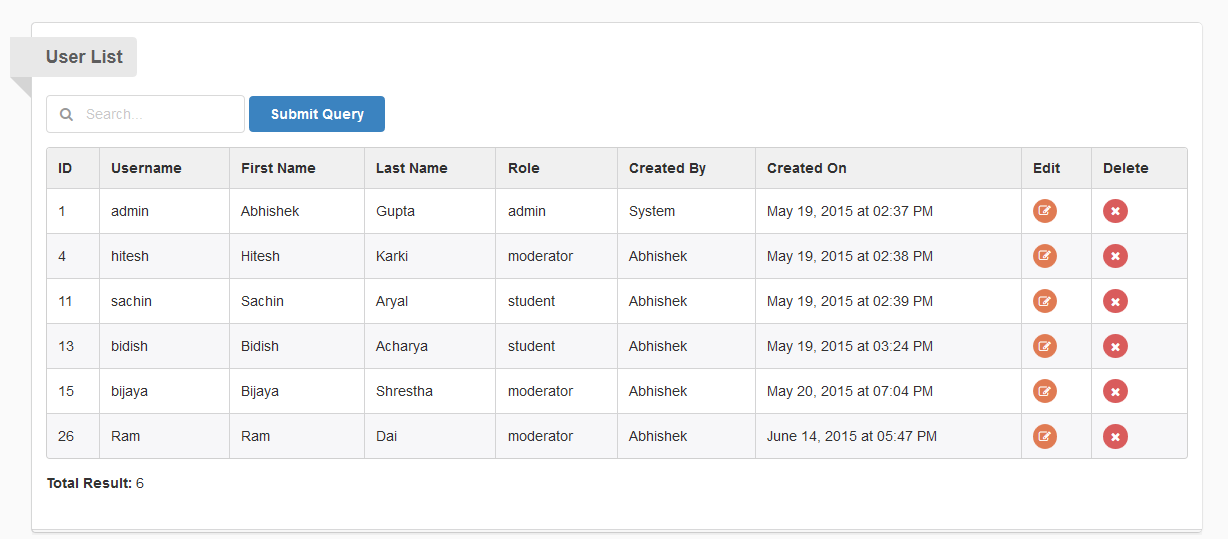 User List
Search...
Submit Query
ID Username First Name Last Name Role Created By Created On Edit Delete
1 admin Abhishek Gupta admin System May 19, 2015 at 02:37 PM
4 hitesh Hitesh Karki moderator Abhishek May 19, 2015 at 02:38 PM
11 sachin Sachin Aryal student Abhishek May 19, 2015 at 02:39 PM
13 bidish Bidish Acharya student Abhishek May 19, 2015 at 03:24 PM
15 bijaya Bijaya Shrestha moderator Abhishek May 20, 2015 at 07:04 PM
26 Ram Ram Dai moderator Abhishek June 14, 2015 at 05:47 PM
Total Result: 6